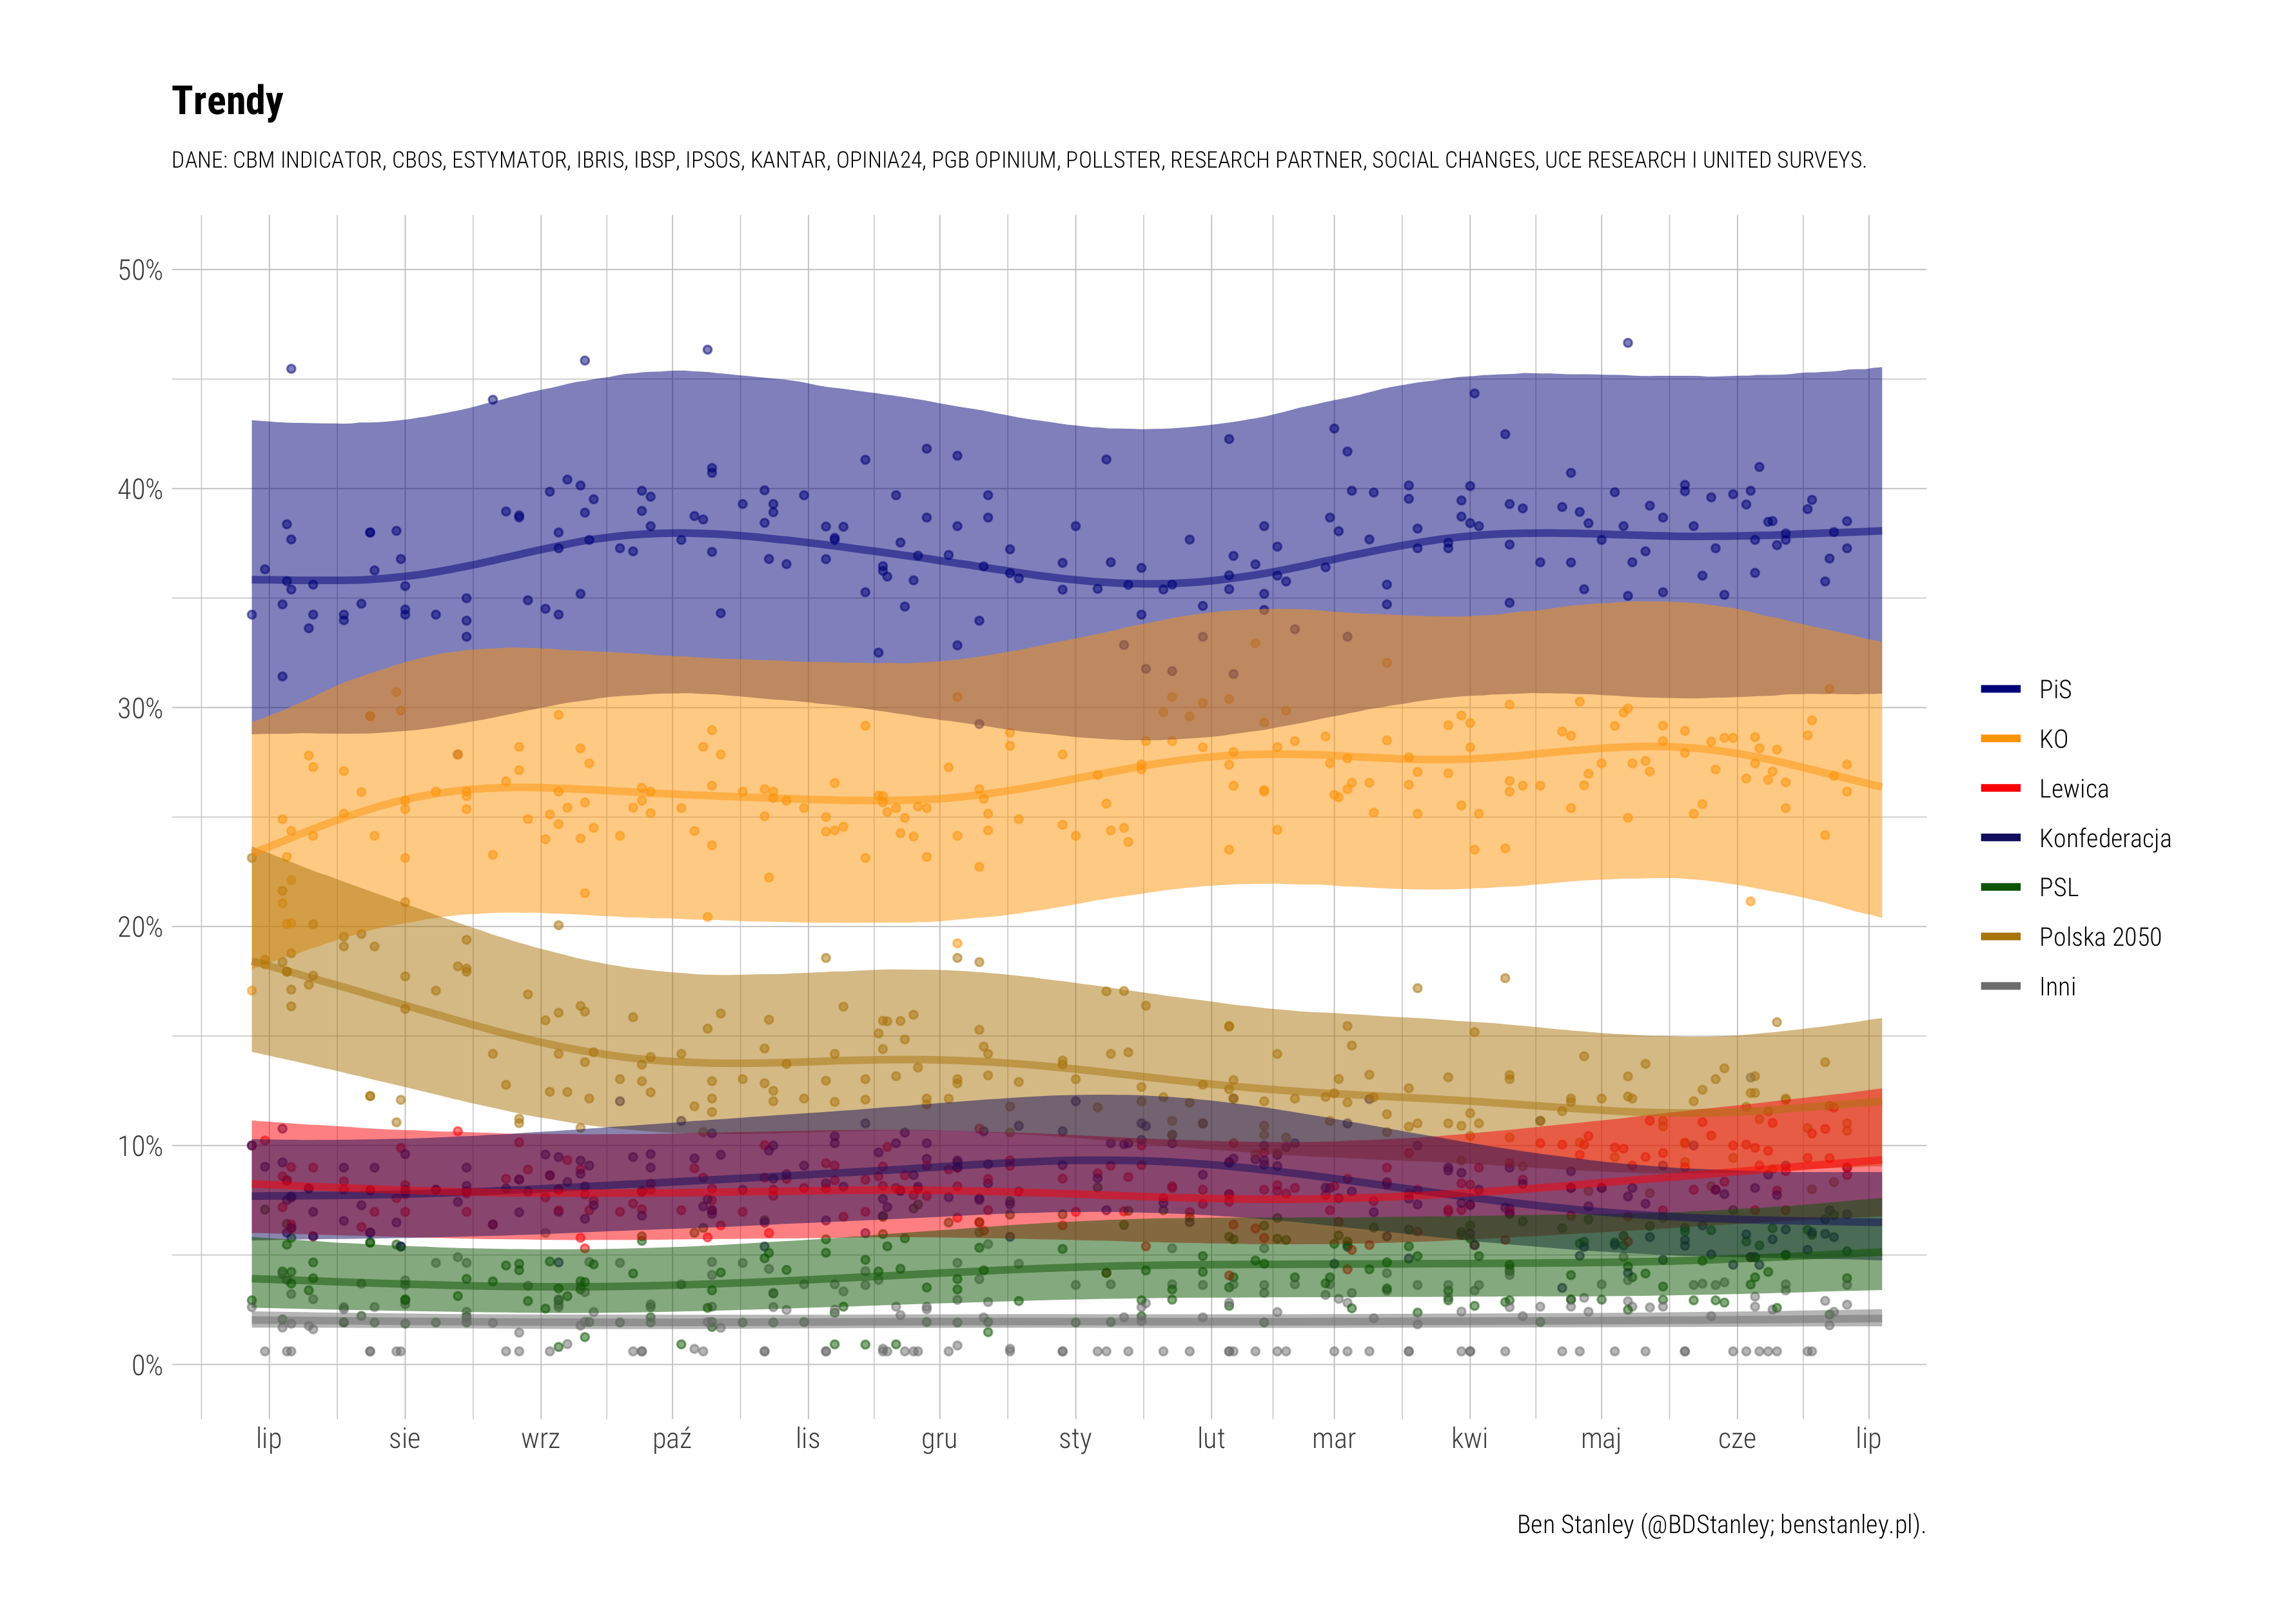 Trendy
DANE: CBM INDICATOR, CBOS, ESTYMATOR, IBRIS, IBSP, IPSOS, KANTAR, OPINIA24, PGB OPINIUM, POLLSTER, RESEARCH PARTNER, SOCIAL CHANGES, UCE RESEARCH I UNITED SURVEYS.
50%
40%
30%
20%
10%
0%
lip sie wrz paź lis gru sty lut mar kwi maj cze lip
PiS
KO
Lewica
Konfederacja
PSL
Polska 2050
Inni
Ben Stanley (@BDStanley; benstanley.pl).